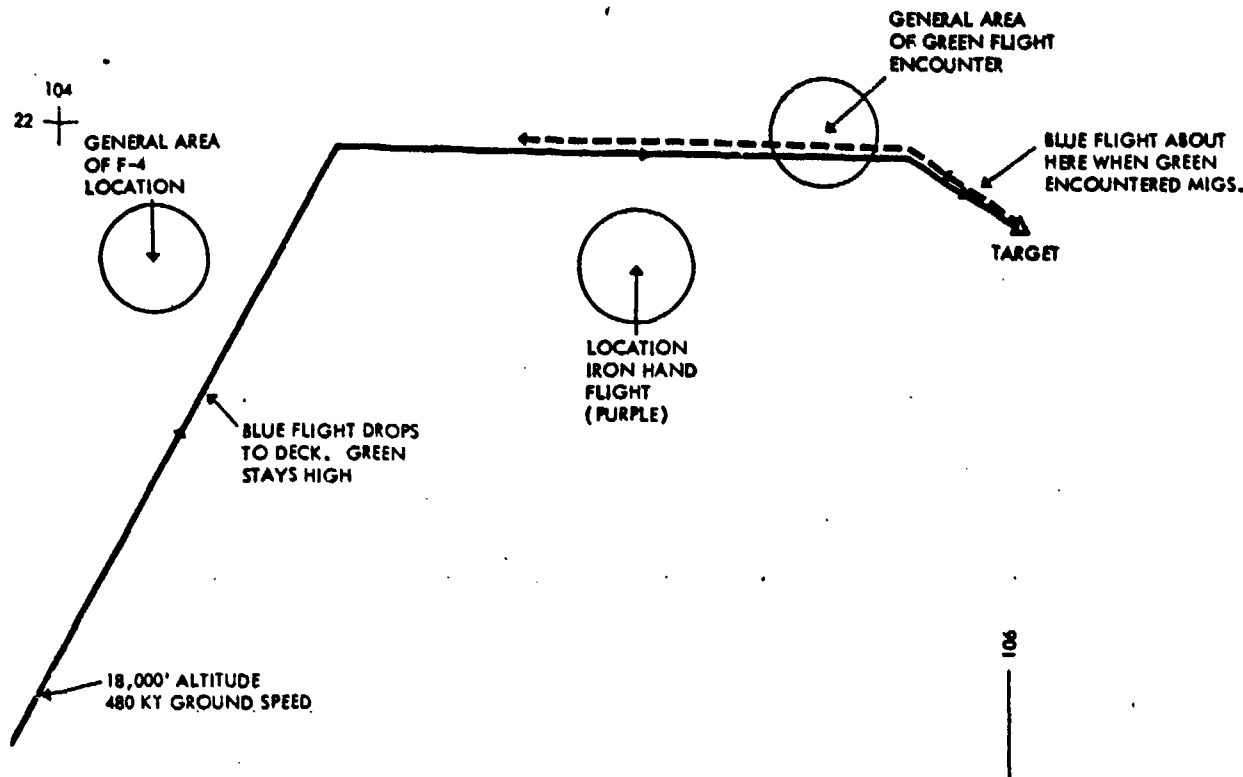 GENERAL AREA
OF GREEN FLIGHT
ENCOUNTER
104
22
GENERAL AREA
OF F-4
LOCATION
BLUE FLIGHT ABOUT
HERE WHEN GREEN
ENCOUNTERED MIGS.
TARGET
LOCATION
IRON HAND
FLIGHT
(PURPLE)
BLUE FLIGHT DROPS
TO DECK. GREEN
STAYS HIGH
106
18,000' ALTITUDE
480 KY GROUND SPEED